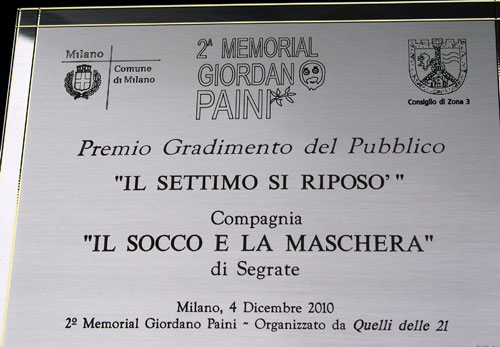 Milano
Comune
di Milano
2ª MEMORIAL
GIORDANO
PAINI
Consiglio di Zona 3
Premio Gradimento del Pubblico
"IL SETTIMO SI RIPOSO' "
Compagnia
"IL SOCCO E LA MASCHERA"
di Segrate
Milano, 4 Dicembre 2010
2º Memorial Giordano Paini ~ Organizzato da Quelli delle 21